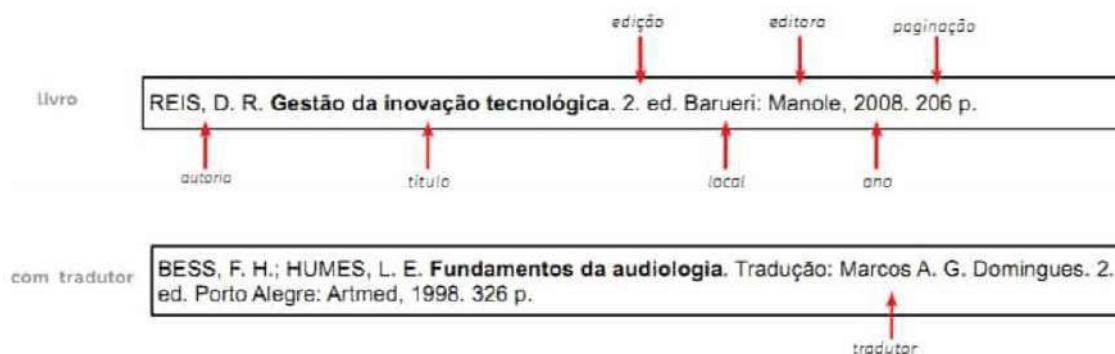 edição editora paginação
livro
REIS, D. R. Gestão da inovação tecnológica. 2. ed. Barueri: Manole, 2008. 206 p.
autoria título local ano
com tradutor
BESS, F. H.; HUMES, L. E. Fundamentos da audiologia. Tradução: Marcos A. G. Domingues. 2.
ed. Porto Alegre: Artmed, 1998. 326 p.
tradutor